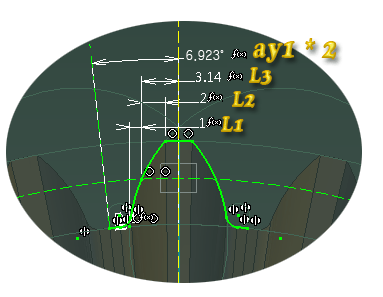 6,923° f(x) ay1 * 2
3.14 f(x) L3
2 f(x) L2
1 f(x) L1